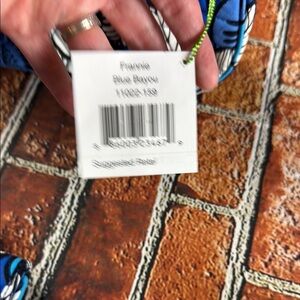 Frannie
Blue Bayou
11002-159
Suggested Retail